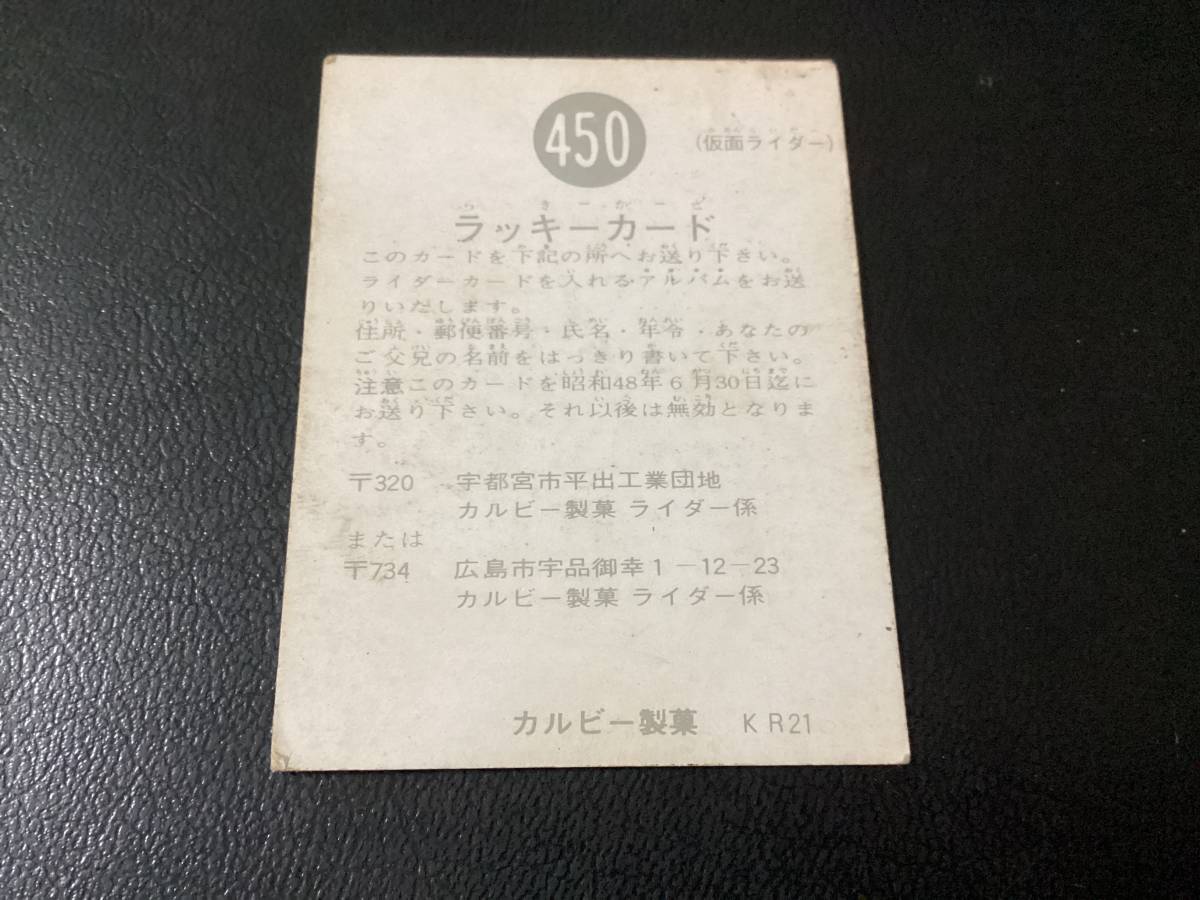 450
(仮面ライダー)
ラッキーカード
このカードを下記の所へお送り下さい。
ライダーカードを入れるアルバムをお送
りいたします。
住所・郵便番号・氏名・年令・あなたの
ご父兄の名前をはっきり書いて下さい。
注意このカードを昭和48年6月30日迄に
お送り下さい。それ以後は無効となりま
す。
〒320 宇都宮市平出工業団地
カルビー製菓 ライダー係
または
〒734 広島市宇品御幸1-12-23
カルビー製菓 ライダー係
カルビー製菓 KR21